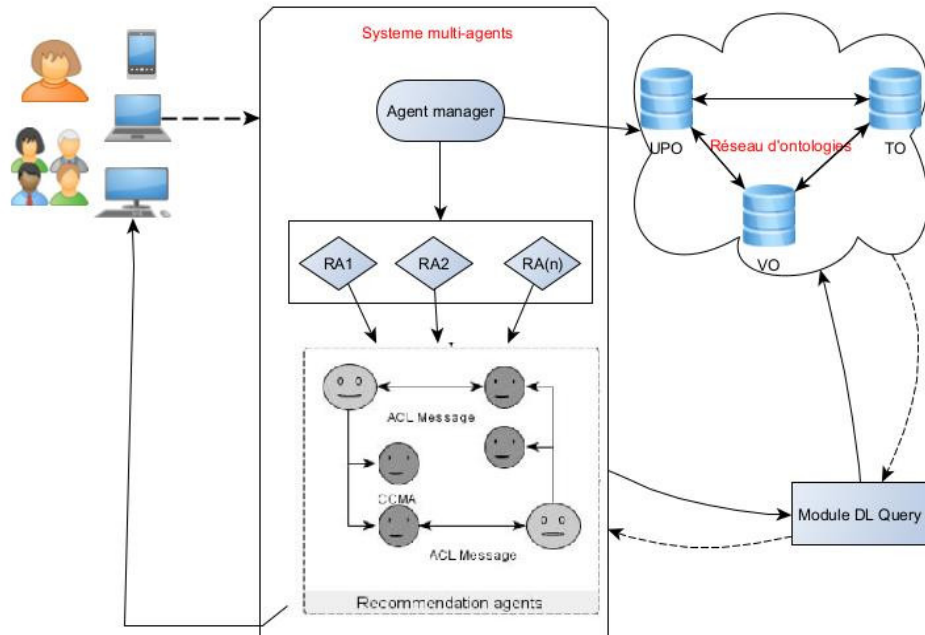 Systeme multi-agents
Agent manager
UPO
Réseau d'ontologies
TO
VO
RA1
RA2
RA(n)
ACL Message
CCMA
ACL Message
Recommendation agents
Module DL Query